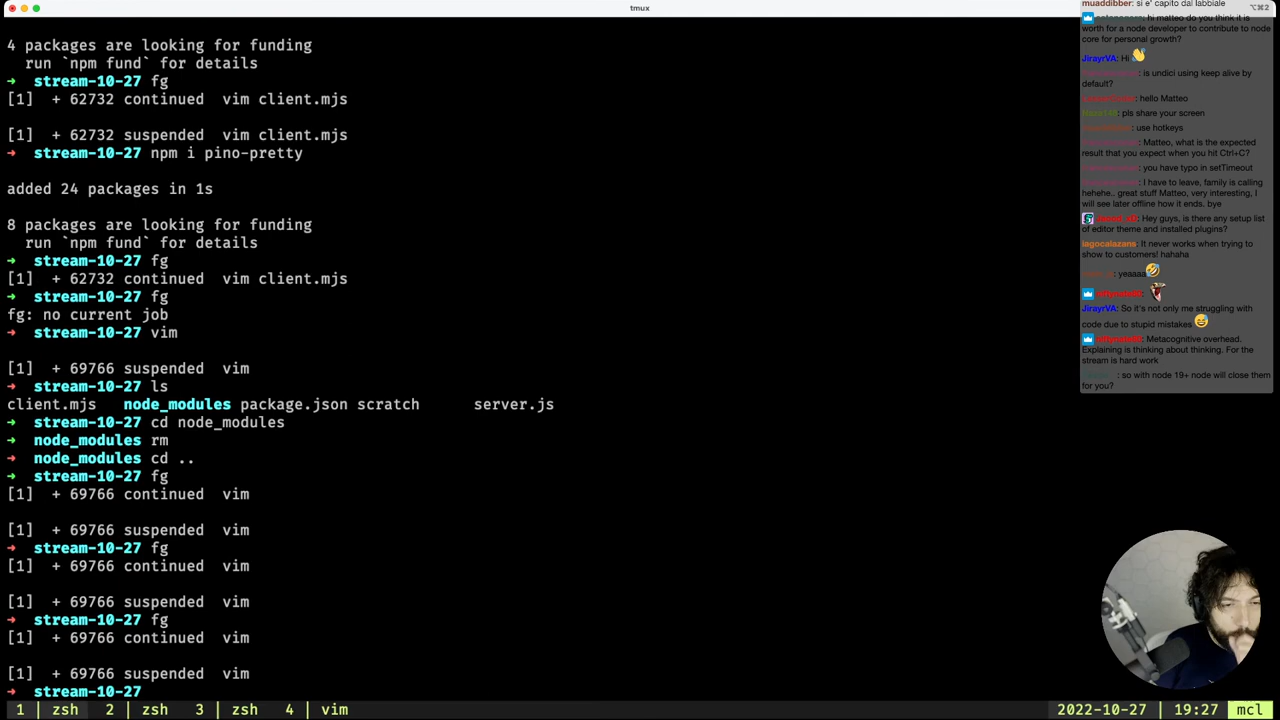 tmux
⌥⌘2
4 packages are looking for funding
run `npm fund` for details
→ stream-10-27 fg
[1] + 62732 continued vim client.mjs
[1] + 62732 suspended vim client.mjs
→ stream-10-27 npm i pino-pretty
added 24 packages in 1s
8 packages are looking for funding
run `npm fund` for details
→ stream-10-27 fg
[1] + 62732 continued vim client.mjs
→ stream-10-27 fg
fg: no current job
→ stream-10-27 vim
[1] + 69766 suspended vim
→ stream-10-27 ls
client.mjs node_modules package.json scratch server.js
→ stream-10-27 cd node_modules
→ node_modules rm
→ node_modules cd ..
→ stream-10-27 fg
[1] + 69766 continued vim
[1] + 69766 suspended vim
→ stream-10-27 fg
[1] + 69766 continued vim
[1] + 69766 suspended vim
→ stream-10-27 fg
[1] + 69766 continued vim
[1] + 69766 suspended vim
→ stream-10-27
1 | zsh 2 | zsh 3 | zsh 4 | vim
2022-10-27 | 19:27 | mcl
muaddibber: si e' capito dal labbiale
: hi matteo do you think it is
worth for a node developer to contribute to node
core for personal growth?
JirayrVA: Hi 👋
: is undici using keep alive by
default?
: hello Matteo
: pls share your screen
: use hotkeys
: Matteo, what is the expected
result that you expect when you hit Ctrl+C?
: you have typo in setTimeout
: I have to leave, family is calling
hehehe,. great stuff Matteo, very interesting, I
will see later offline how it ends. bye
: Hey guys, is there any setup list
of editor theme and installed plugins?
iagocalazans: It never works when trying to
show to customers! hahaha
: yeaaaa🤣
JirayrVA: So it's not only me struggling with
code due to stupid mistakes 😅
: Metacognitive overhead.
Explaining is thinking about thinking. For the
stream is hard work
: so with node 19+ node will close them
for you?